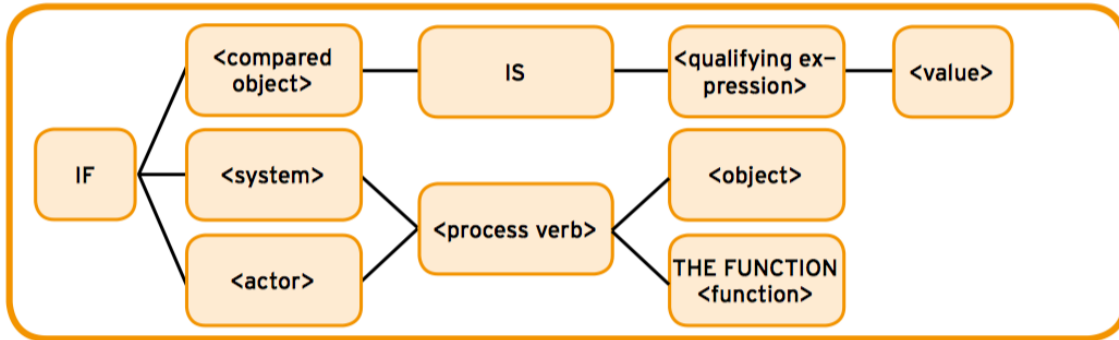 <compared
object>
IS
<qualifying ex-
pression>
<value>
IF
<system>
<object>
<process verb>
<actor>
THE FUNCTION
<function>